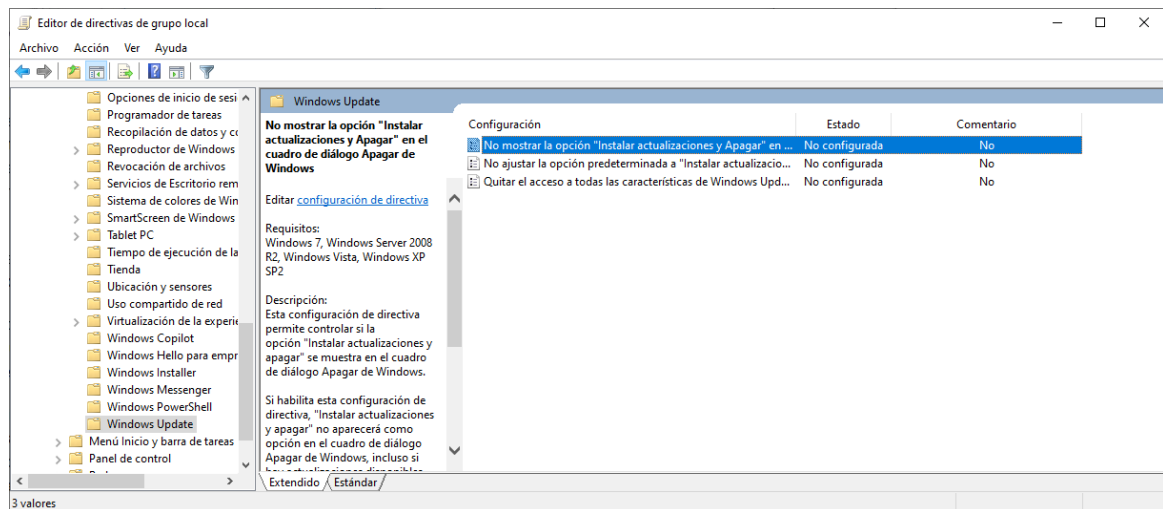 Editor de directivas de grupo local
Archivo Acción Ver Ayuda
Opciones de inicio de sesi
Programador de tareas
Recopilación de datos y co
Reproductor de Windows
Revocación de archivos
Servicios de Escritorio rem
Sistema de colores de Win
SmartScreen de Windows
Tablet PC
Tiempo de ejecución de la
Tienda
Ubicación y sensores
Uso compartido de red
Virtualización de la experie
Windows Copilot
Windows Hello para empr
Windows Installer
Windows Messenger
Windows PowerShell
Windows Update
Menú Inicio y barra de tareas
Panel de control
Windows Update
No mostrar la opción "Instalar
actualizaciones y Apagar" en el
cuadro de diálogo Apagar de
Windows
Editar configuración de directiva
Requisitos:
Windows 7, Windows Server 2008
R2, Windows Vista, Windows XP
SP2
Descripción:
Esta configuración de directiva
permite controlar si la
opción "Instalar actualizaciones y
apagar" se muestra en el cuadro
de diálogo Apagar de Windows.
Si habilita esta configuración de
directiva, "Instalar actualizaciones
y apagar" no aparecerá como
opción en el cuadro de diálogo
Apagar de Windows, incluso si
hay actualizaciones disponibles
Configuración Estado Comentario
No mostrar la opción "Instalar actualizaciones y Apagar" en ... No configurada No
No ajustar la opción predeterminada a "Instalar actualizacio... No configurada No
Quitar el acceso a todas las características de Windows Upd... No configurada No
Extendido Estándar
3 valores